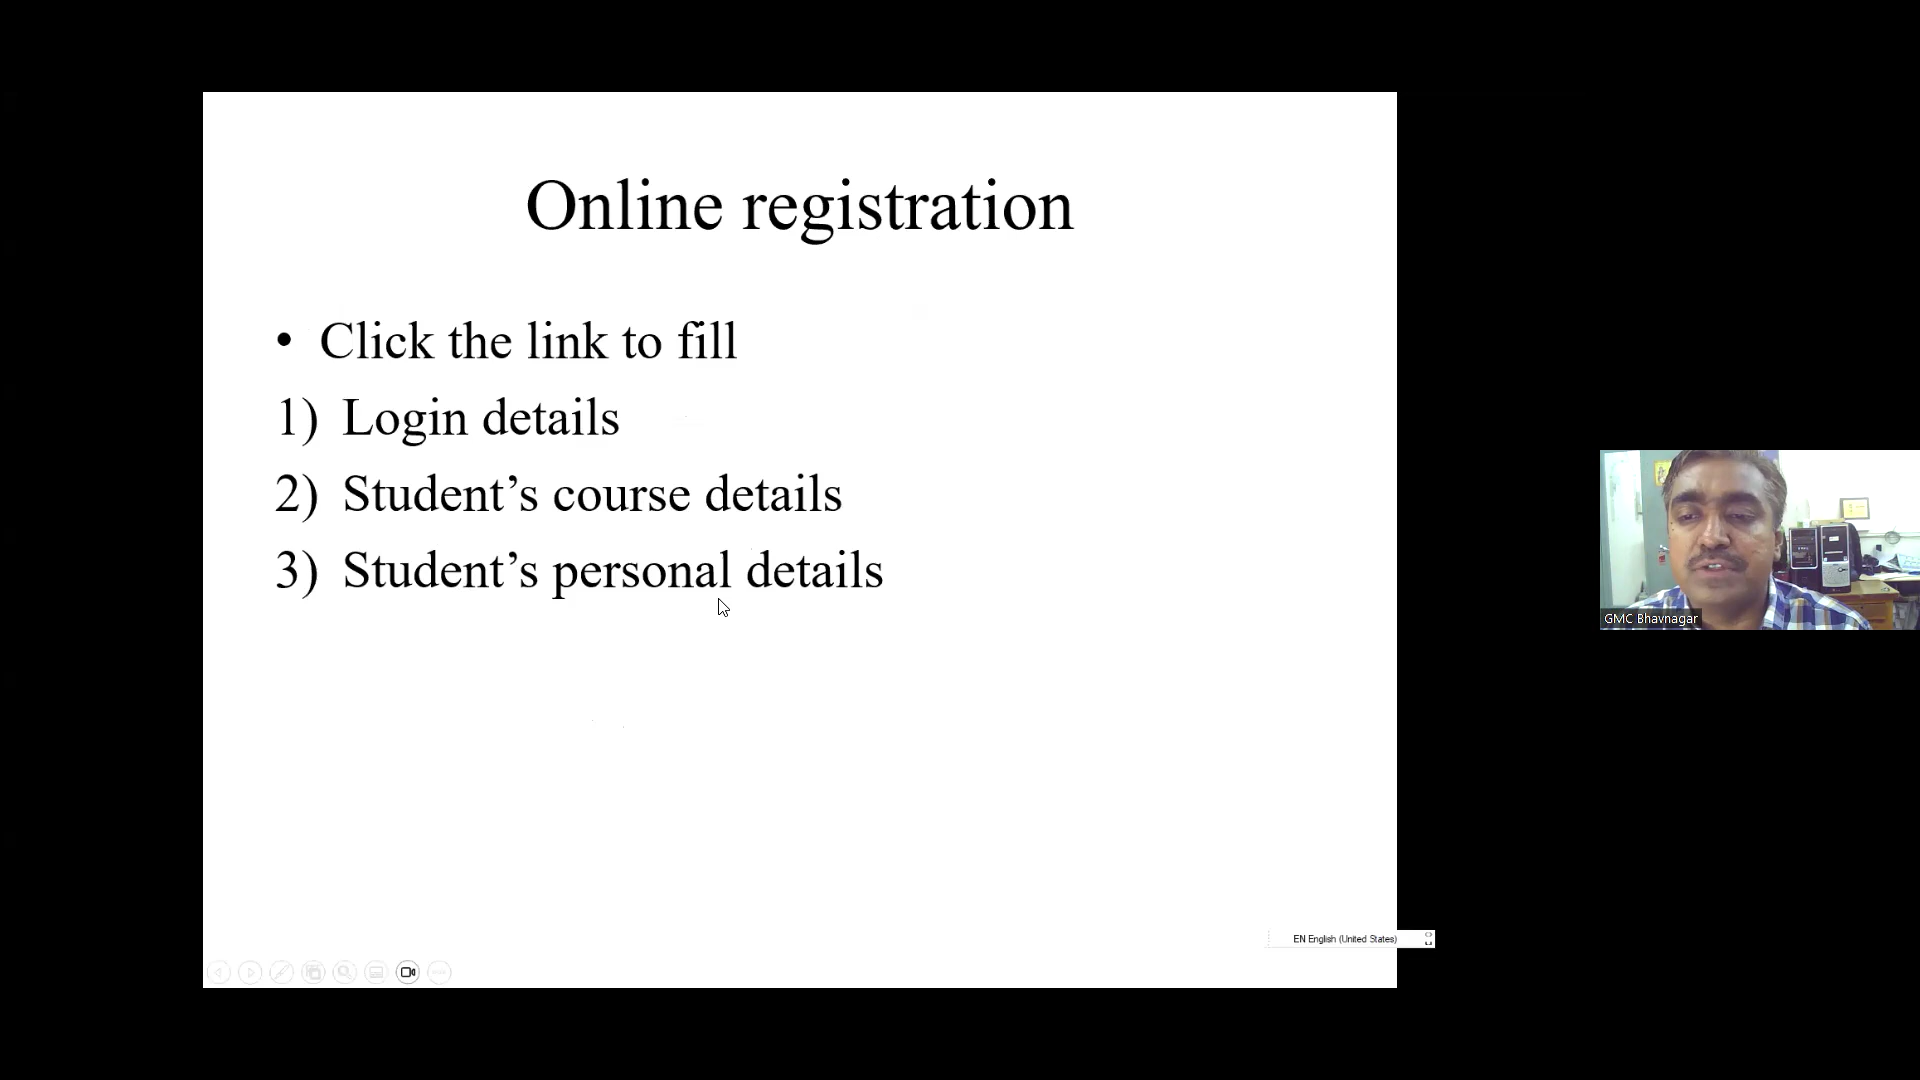 Online registration
• Click the link to fill
1) Login details
2) Student’s course details
3) Student’s personal details
GMC Bhavnagar
EN English (United States)